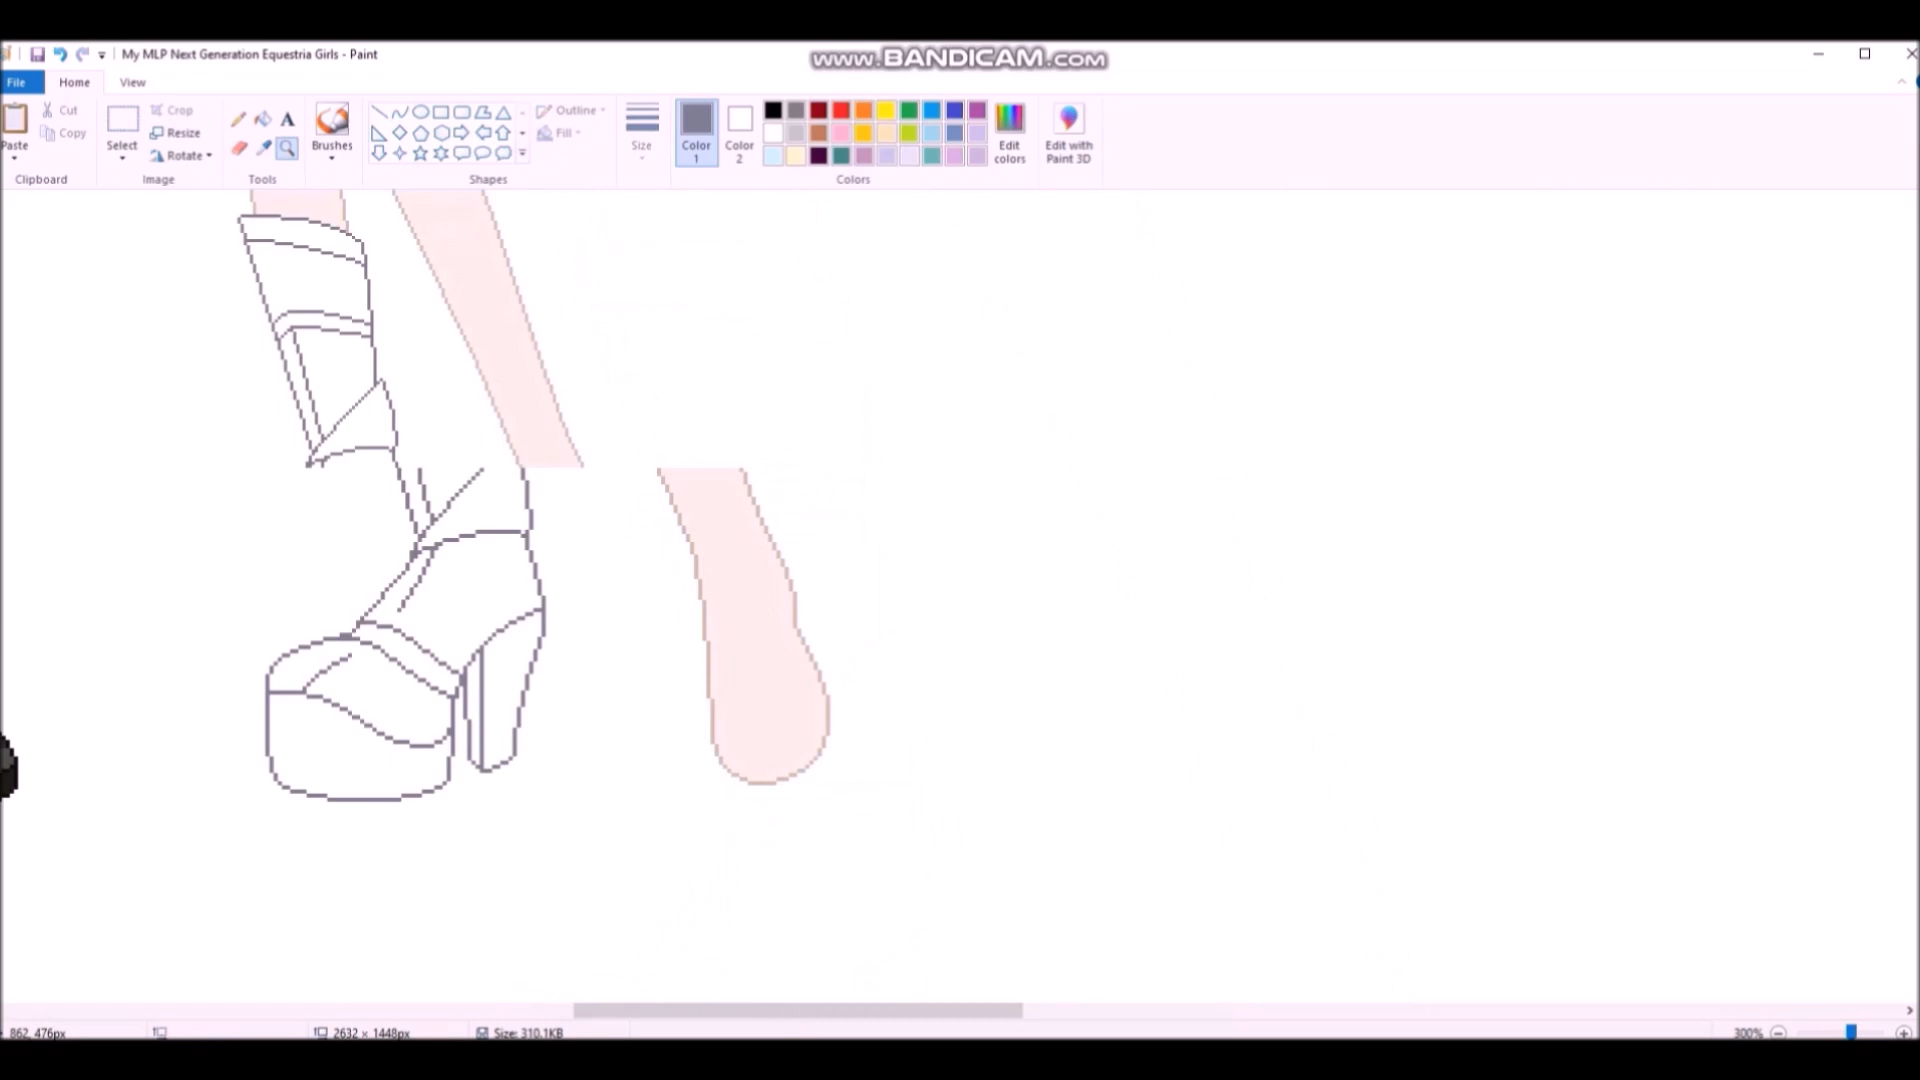 My MLP Next Generation Equestria Girls - Paint
www.BANDICAM.com
File Home View
Paste
Cut
Copy
Clipboard
Select
Crop
Resize
Rotate
Image
A
Tools
Brushes
Shapes
Outline
Fill
Size
Color 1
Color 2
Edit colors
Colors
Edit with Paint 3D
862, 476px
2632 × 1448px
Size: 310.1KB
300%